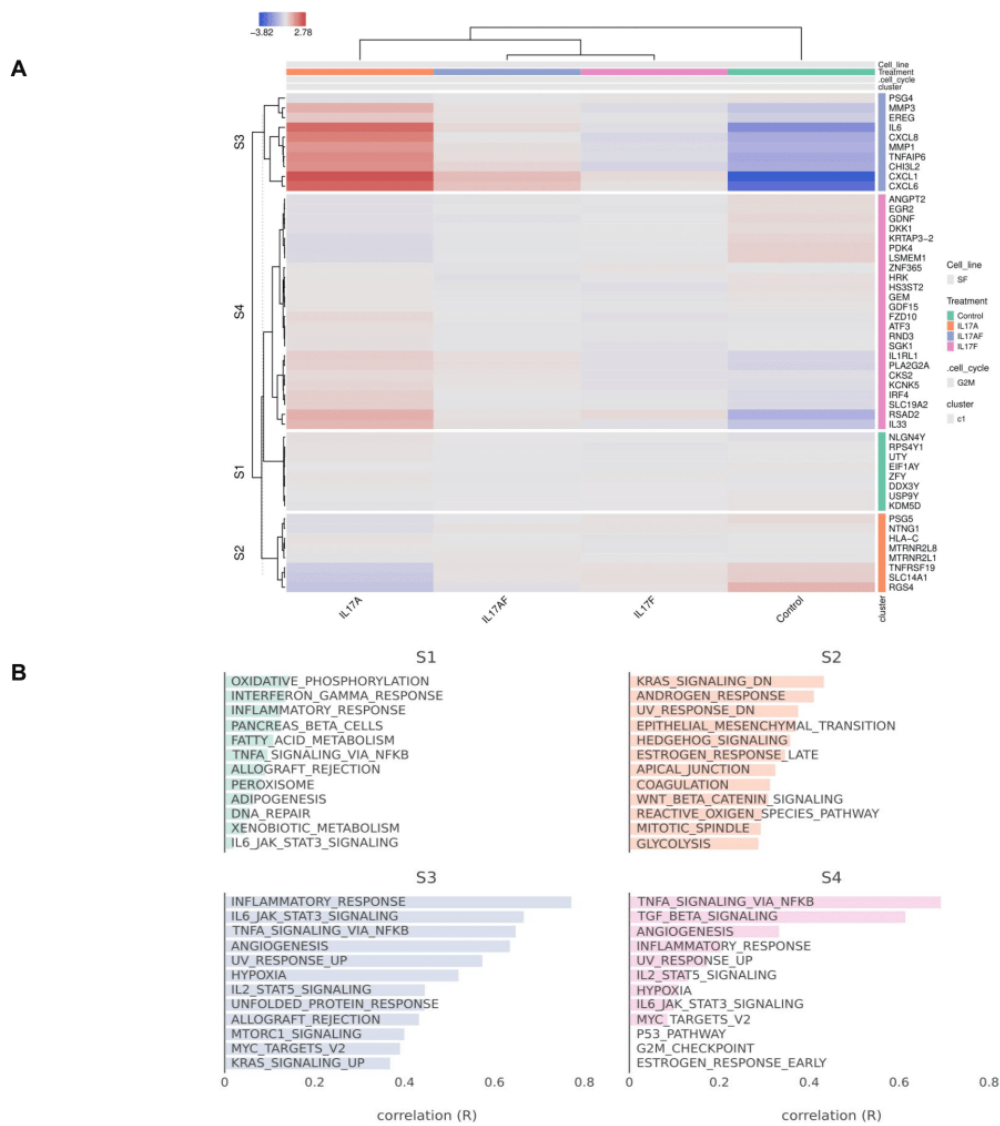 A
-3.82 2.78
Cell_line
Treatment
.cell_cycle
cluster
S3
PSG4
MMP3
EREG
IL6
CXCL8
MMP1
TNFAIP6
CHI3L2
CXCL1
CXCL6
S4
ANGPT2
EGR2
GDNF
DKK1
KRTAP3-2
PDK4
LSMEM1
ZNF365
HRK
HS3ST2
GEM
GDF15
FZD10
ATF3
RND3
SGK1
IL1RL1
PLA2G2A
CKS2
KCNK5
IRF4
SLC19A2
RSAD2
IL33
S1
NLGN4Y
RPS4Y1
UTY
EIF1AY
ZFY
DDX3Y
USP9Y
KDM5D
S2
PSG5
NTNG1
HLA-C
MTRNR2L8
MTRNR2L1
TNFRSF19
SLC14A1
RGS4
IL17A
IL17AF
IL17F
Control
cluster
Cell_line
SF
Treatment
Control
IL17A
IL17AF
IL17F
.cell_cycle
G2M
cluster
c1
B
S1
OXIDATIVE_PHOSPHORYLATION
INTERFERON_GAMMA_RESPONSE
INFLAMMATORY_RESPONSE
PANCREAS_BETA_CELLS
FATTY_ACID_METABOLISM
TNFA_SIGNALING_VIA_NFKB
ALLOGRAFT_REJECTION
PEROXISOME
ADIPOGENESIS
DNA_REPAIR
XENOBIOTIC_METABOLISM
IL6_JAK_STAT3_SIGNALING
S2
KRAS_SIGNALING_DN
ANDROGEN_RESPONSE
UV_RESPONSE_DN
EPITHELIAL_MESENCHYMAL_TRANSITION
HEDGEHOG_SIGNALING
ESTROGEN_RESPONSE_LATE
APICAL_JUNCTION
COAGULATION
WNT_BETA_CATENIN_SIGNALING
REACTIVE_OXIGEN_SPECIES_PATHWAY
MITOTIC_SPINDLE
GLYCOLYSIS
S3
INFLAMMATORY_RESPONSE
IL6_JAK_STAT3_SIGNALING
TNFA_SIGNALING_VIA_NFKB
ANGIOGENESIS
UV_RESPONSE_UP
HYPOXIA
IL2_STAT5_SIGNALING
UNFOLDED_PROTEIN_RESPONSE
ALLOGRAFT_REJECTION
MTORC1_SIGNALING
MYC_TARGETS_V2
KRAS_SIGNALING_UP
0 0.2 0.4 0.6 0.8
correlation (R)
S4
TNFA_SIGNALING_VIA_NFKB
TGF_BETA_SIGNALING
ANGIOGENESIS
INFLAMMATORY_RESPONSE
UV_RESPONSE_UP
IL2_STAT5_SIGNALING
HYPOXIA
IL6_JAK_STAT3_SIGNALING
MYC_TARGETS_V2
P53_PATHWAY
G2M_CHECKPOINT
ESTROGEN_RESPONSE_EARLY
0 0.2 0.4 0.6 0.8
correlation (R)